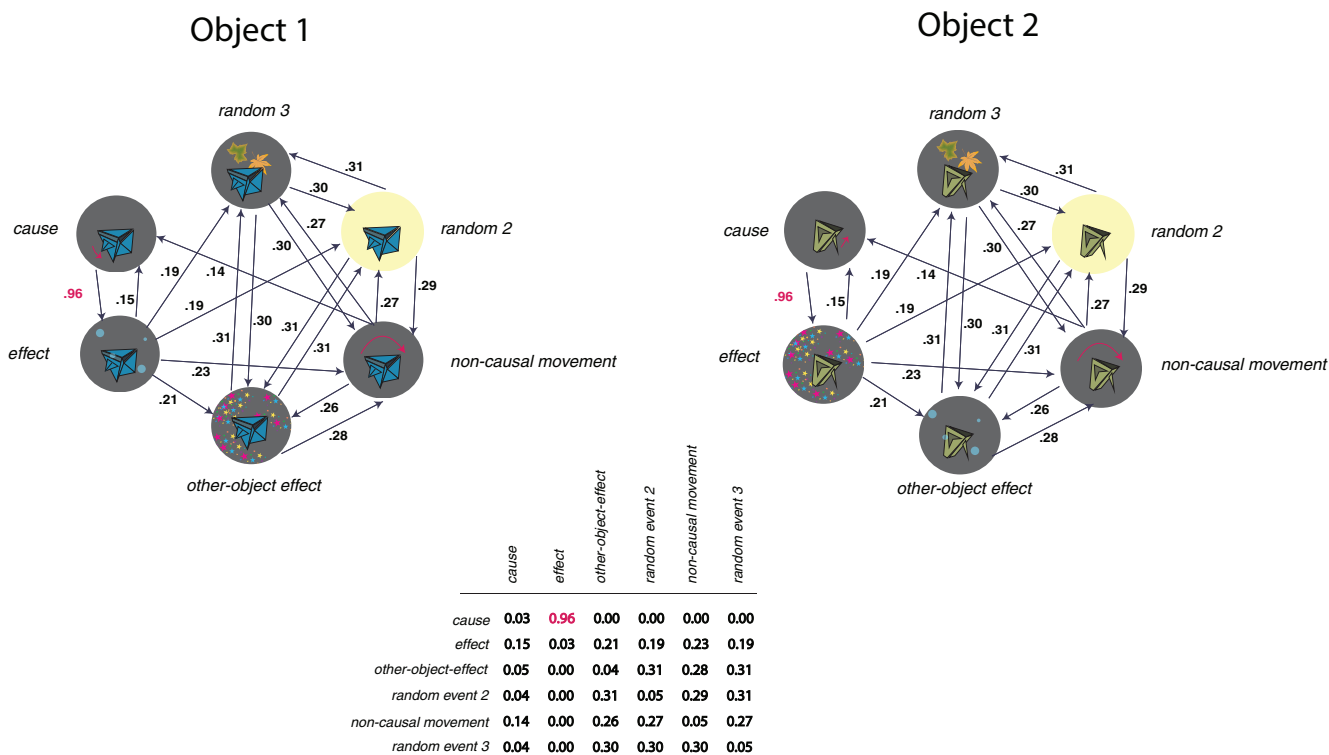 Object 1
Object 2
random 3
.31
.30
cause
random 2
.27
.30
.19
.14
.96
.15
.29
.19
.27
.31
.30
.31
.31
effect
non-causal movement
.23
.21
.26
.28
other-object effect
random 3
.31
.30
cause
random 2
.27
.30
.19
.14
.96
.15
.29
.19
.27
.31
.30
.31
.31
effect
non-causal movement
.23
.21
.26
.28
other-object effect
cause effect other-object-effect random event 2 non-causal movement random event 3
cause 0.03 0.96 0.00 0.00 0.00 0.00
effect 0.15 0.03 0.21 0.19 0.23 0.19
other-object-effect 0.05 0.00 0.04 0.31 0.28 0.31
random event 2 0.04 0.00 0.31 0.05 0.29 0.31
non-causal movement 0.14 0.00 0.26 0.27 0.05 0.27
random event 3 0.04 0.00 0.30 0.30 0.30 0.05